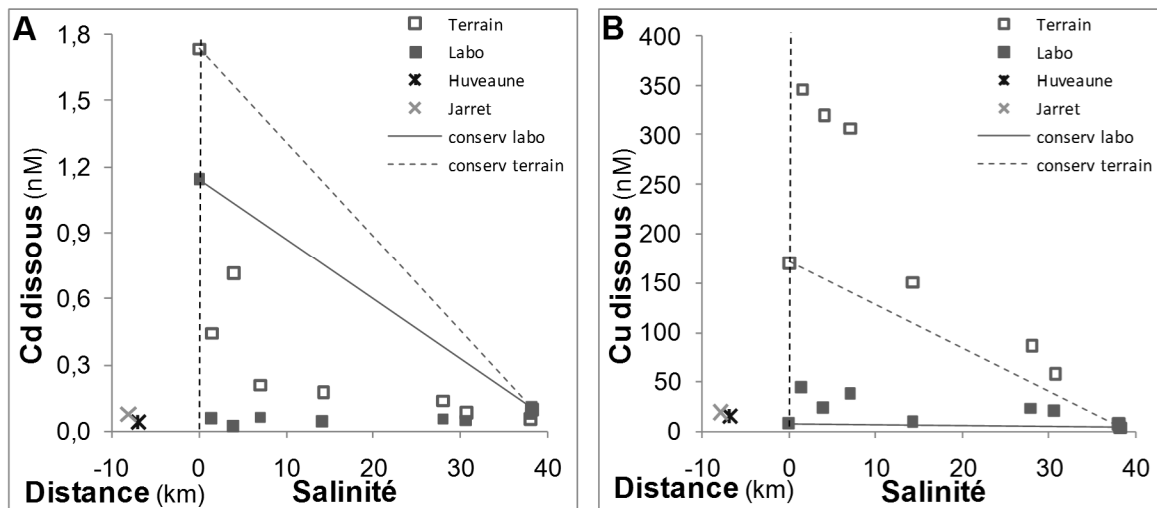 A
Cd dissous (nM)
1,8
1,5
1,2
0,9
0,6
0,3
0,0
-10 0 10 20 30 40
Distance (km) Salinité
Terrain
Labo
Huveaune
Jarret
conserv labo
conserv terrain
B
Cu dissous (nM)
400
350
300
250
200
150
100
50
0
-10 0 10 20 30 40
Distance (km) Salinité
Terrain
Labo
Huveaune
Jarret
conserv labo
conserv terrain